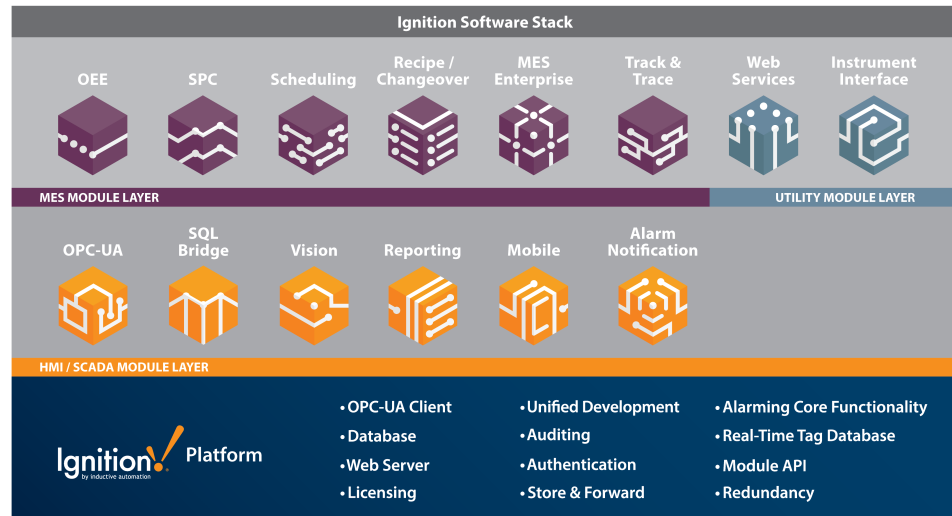 Ignition Software Stack
OEE
SPC
Scheduling
Recipe /
Changeover
MES
Enterprise
Track &
Trace
Web
Services
Instrument
Interface
MES MODULE LAYER
UTILITY MODULE LAYER
OPC-UA
SQL
Bridge
Vision
Reporting
Mobile
Alarm
Notification
HMI / SCADA MODULE LAYER
Ignition!
by inductive automation
Platform
• OPC-UA Client
• Database
• Web Server
• Licensing
• Unified Development
• Auditing
• Authentication
• Store & Forward
• Alarming Core Functionality
• Real-Time Tag Database
• Module API
• Redundancy